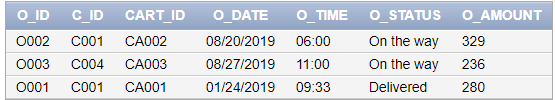 O_ID C_ID CART_ID O_DATE O_TIME O_STATUS O_AMOUNT
O002 C001 CA002 08/20/2019 06:00 On the way 329
O003 C004 CA003 08/27/2019 11:00 On the way 236
O001 C001 CA001 01/24/2019 09:33 Delivered 280